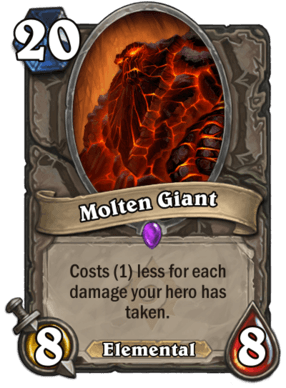 20
Molten Giant
Costs (1) less for each
damage your hero has
taken.
8 Elemental 8